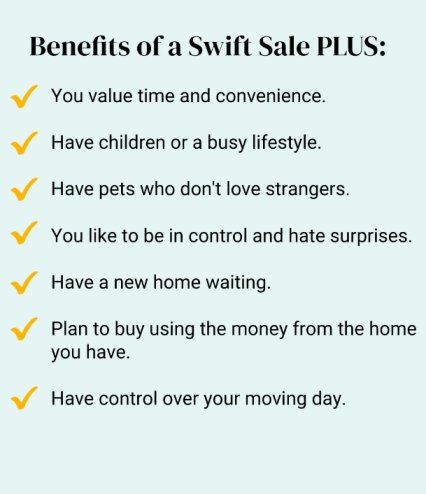 Benefits of a Swift Sale PLUS:
You value time and convenience.
Have children or a busy lifestyle.
Have pets who don't love strangers.
You like to be in control and hate surprises.
Have a new home waiting.
Plan to buy using the money from the home
you have.
Have control over your moving day.